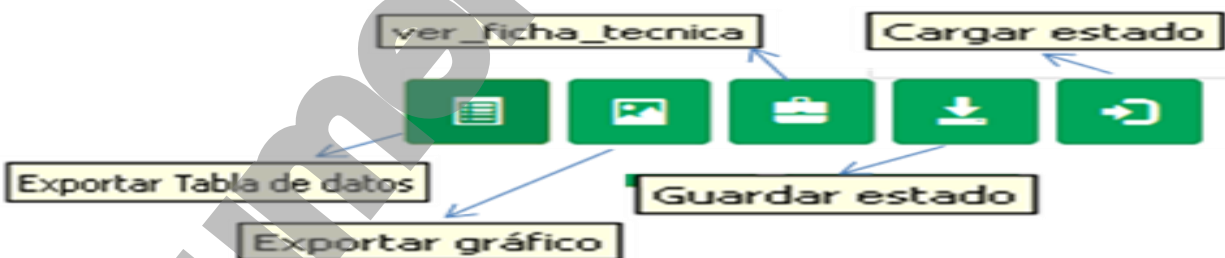 ver_ficha_tecnica
Cargar estado
Exportar Tabla de datos
Guardar estado
Exportar gráfico